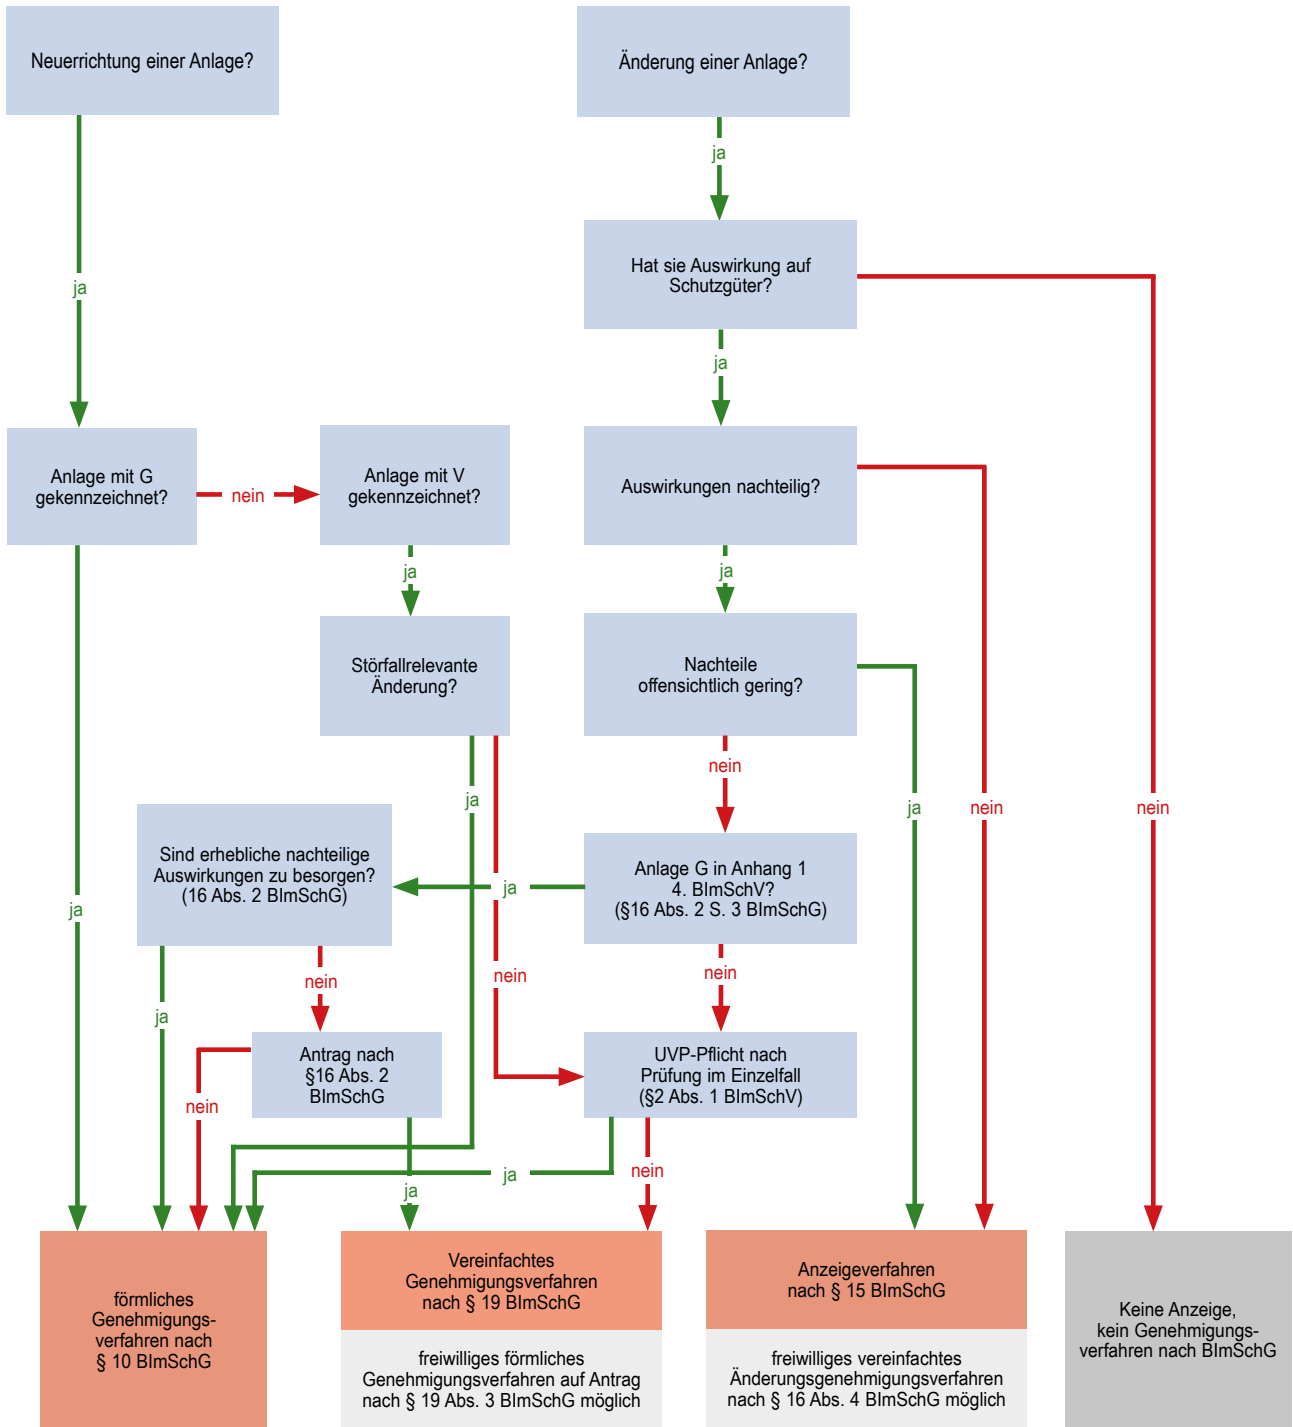 Neuerrichtung einer Anlage?
Änderung einer Anlage?
ja
Hat sie Auswirkung auf
Schutzgüter?
ja
ja
Anlage mit G
gekennzeichnet?
nein
Anlage mit V
gekennzeichnet?
Auswirkungen nachteilig?
ja
ja
Störfallrelevante
Änderung?
Nachteile
offensichtlich gering?
nein
ja
ja
nein
nein
Sind erhebliche nachteilige
Auswirkungen zu besorgen?
(16 Abs. 2 BImSchG)
ja
Anlage G in Anhang 1
4. BImSchV?
(§16 Abs. 2 S. 3 BImSchG)
ja
nein
nein
nein
ja
Antrag nach
§16 Abs. 2
BImSchG
UVP-Pflicht nach
Prüfung im Einzelfall
(§2 Abs. 1 BImSchV)
nein
ja
nein
ja
förmliches
Genehmigungs-
verfahren nach
§ 10 BImSchG
Vereinfachtes
Genehmigungsverfahren
nach § 19 BImSchG
freiwilliges förmliches
Genehmigungsverfahren auf Antrag
nach § 19 Abs. 3 BImSchG möglich
Anzeigeverfahren
nach § 15 BImSchG
freiwilliges vereinfachtes
Änderungsgenehmigungsverfahren
nach § 16 Abs. 4 BImSchG möglich
Keine Anzeige,
kein Genehmigungs-
verfahren nach BImSchG